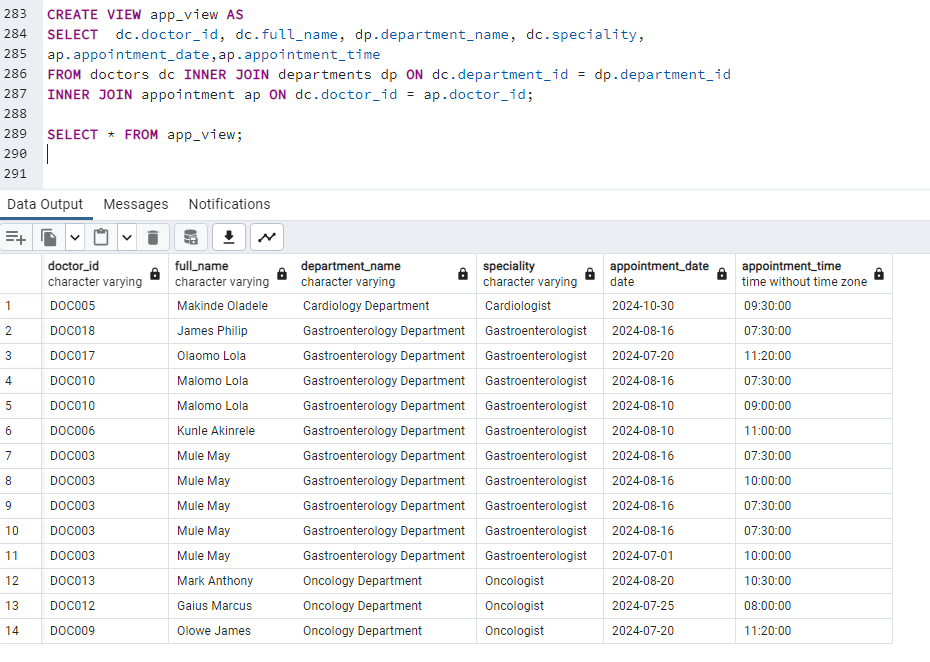 283 CREATE VIEW app_view AS
284 SELECT  dc.doctor_id, dc.full_name, dp.department_name, dc.speciality,
285 ap.appointment_date,ap.appointment_time
286 FROM doctors dc INNER JOIN departments dp ON dc.department_id = dp.department_id
287 INNER JOIN appointment ap ON dc.doctor_id = ap.doctor_id;
288
289 SELECT * FROM app_view;
290
291
Data Output Messages Notifications
doctor_id full_name department_name speciality appointment_date appointment_time
character varying character varying character varying character varying date time without time zone
1 DOC005 Makinde Oladele Cardiology Department Cardiologist 2024-10-30 09:30:00
2 DOC018 James Philip Gastroenterology Department Gastroenterologist 2024-08-16 07:30:00
3 DOC017 Olaomo Lola Gastroenterology Department Gastroenterologist 2024-07-20 11:20:00
4 DOC010 Malomo Lola Gastroenterology Department Gastroenterologist 2024-08-16 07:30:00
5 DOC010 Malomo Lola Gastroenterology Department Gastroenterologist 2024-08-10 09:00:00
6 DOC006 Kunle Akinrele Gastroenterology Department Gastroenterologist 2024-08-10 11:00:00
7 DOC003 Mule May Gastroenterology Department Gastroenterologist 2024-08-16 07:30:00
8 DOC003 Mule May Gastroenterology Department Gastroenterologist 2024-08-16 10:00:00
9 DOC003 Mule May Gastroenterology Department Gastroenterologist 2024-08-16 07:30:00
10 DOC003 Mule May Gastroenterology Department Gastroenterologist 2024-08-16 07:30:00
11 DOC003 Mule May Gastroenterology Department Gastroenterologist 2024-07-01 10:00:00
12 DOC013 Mark Anthony Oncology Department Oncologist 2024-08-20 10:30:00
13 DOC012 Gaius Marcus Oncology Department Oncologist 2024-07-25 08:00:00
14 DOC009 Olowe James Oncology Department Oncologist 2024-07-20 11:20:00